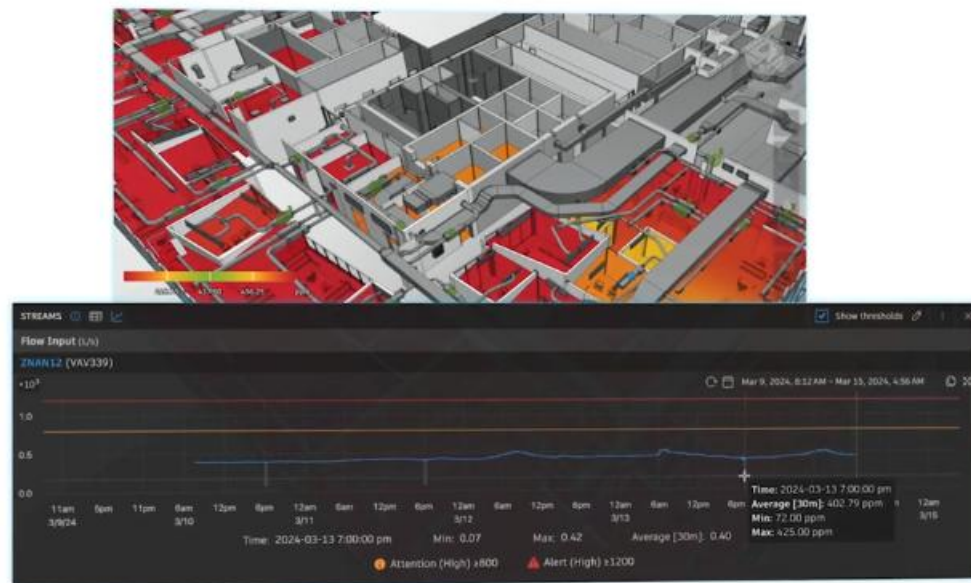 ppm
STREAMS
Show thresholds
Flow Input (L/s)
ZNAN12 (VAV339)
×10³
Mar 9, 2024, 8:12 AM - Mar 15, 2024, 4:56 AM
1.0
0.5
0.0
11am 5pm 11pm 6am 12am 6am 12pm 6pm 12am 6am 12pm 6pm 12am 6am 12pm 6pm 12am
3/9/24 3/10 3/11 3/12 3/13 3/15
Time: 2024-03-13 7:00:00 pm
Average [30m]: 402.79 ppm
Min: 72.00 ppm
Max: 425.00 ppm
Time: 2024-03-13 7:00:00 pm Min: 0.07 Max: 0.42 Average [30m]: 0.40
Attention (High) ≥800 Alert (High) ≥1200